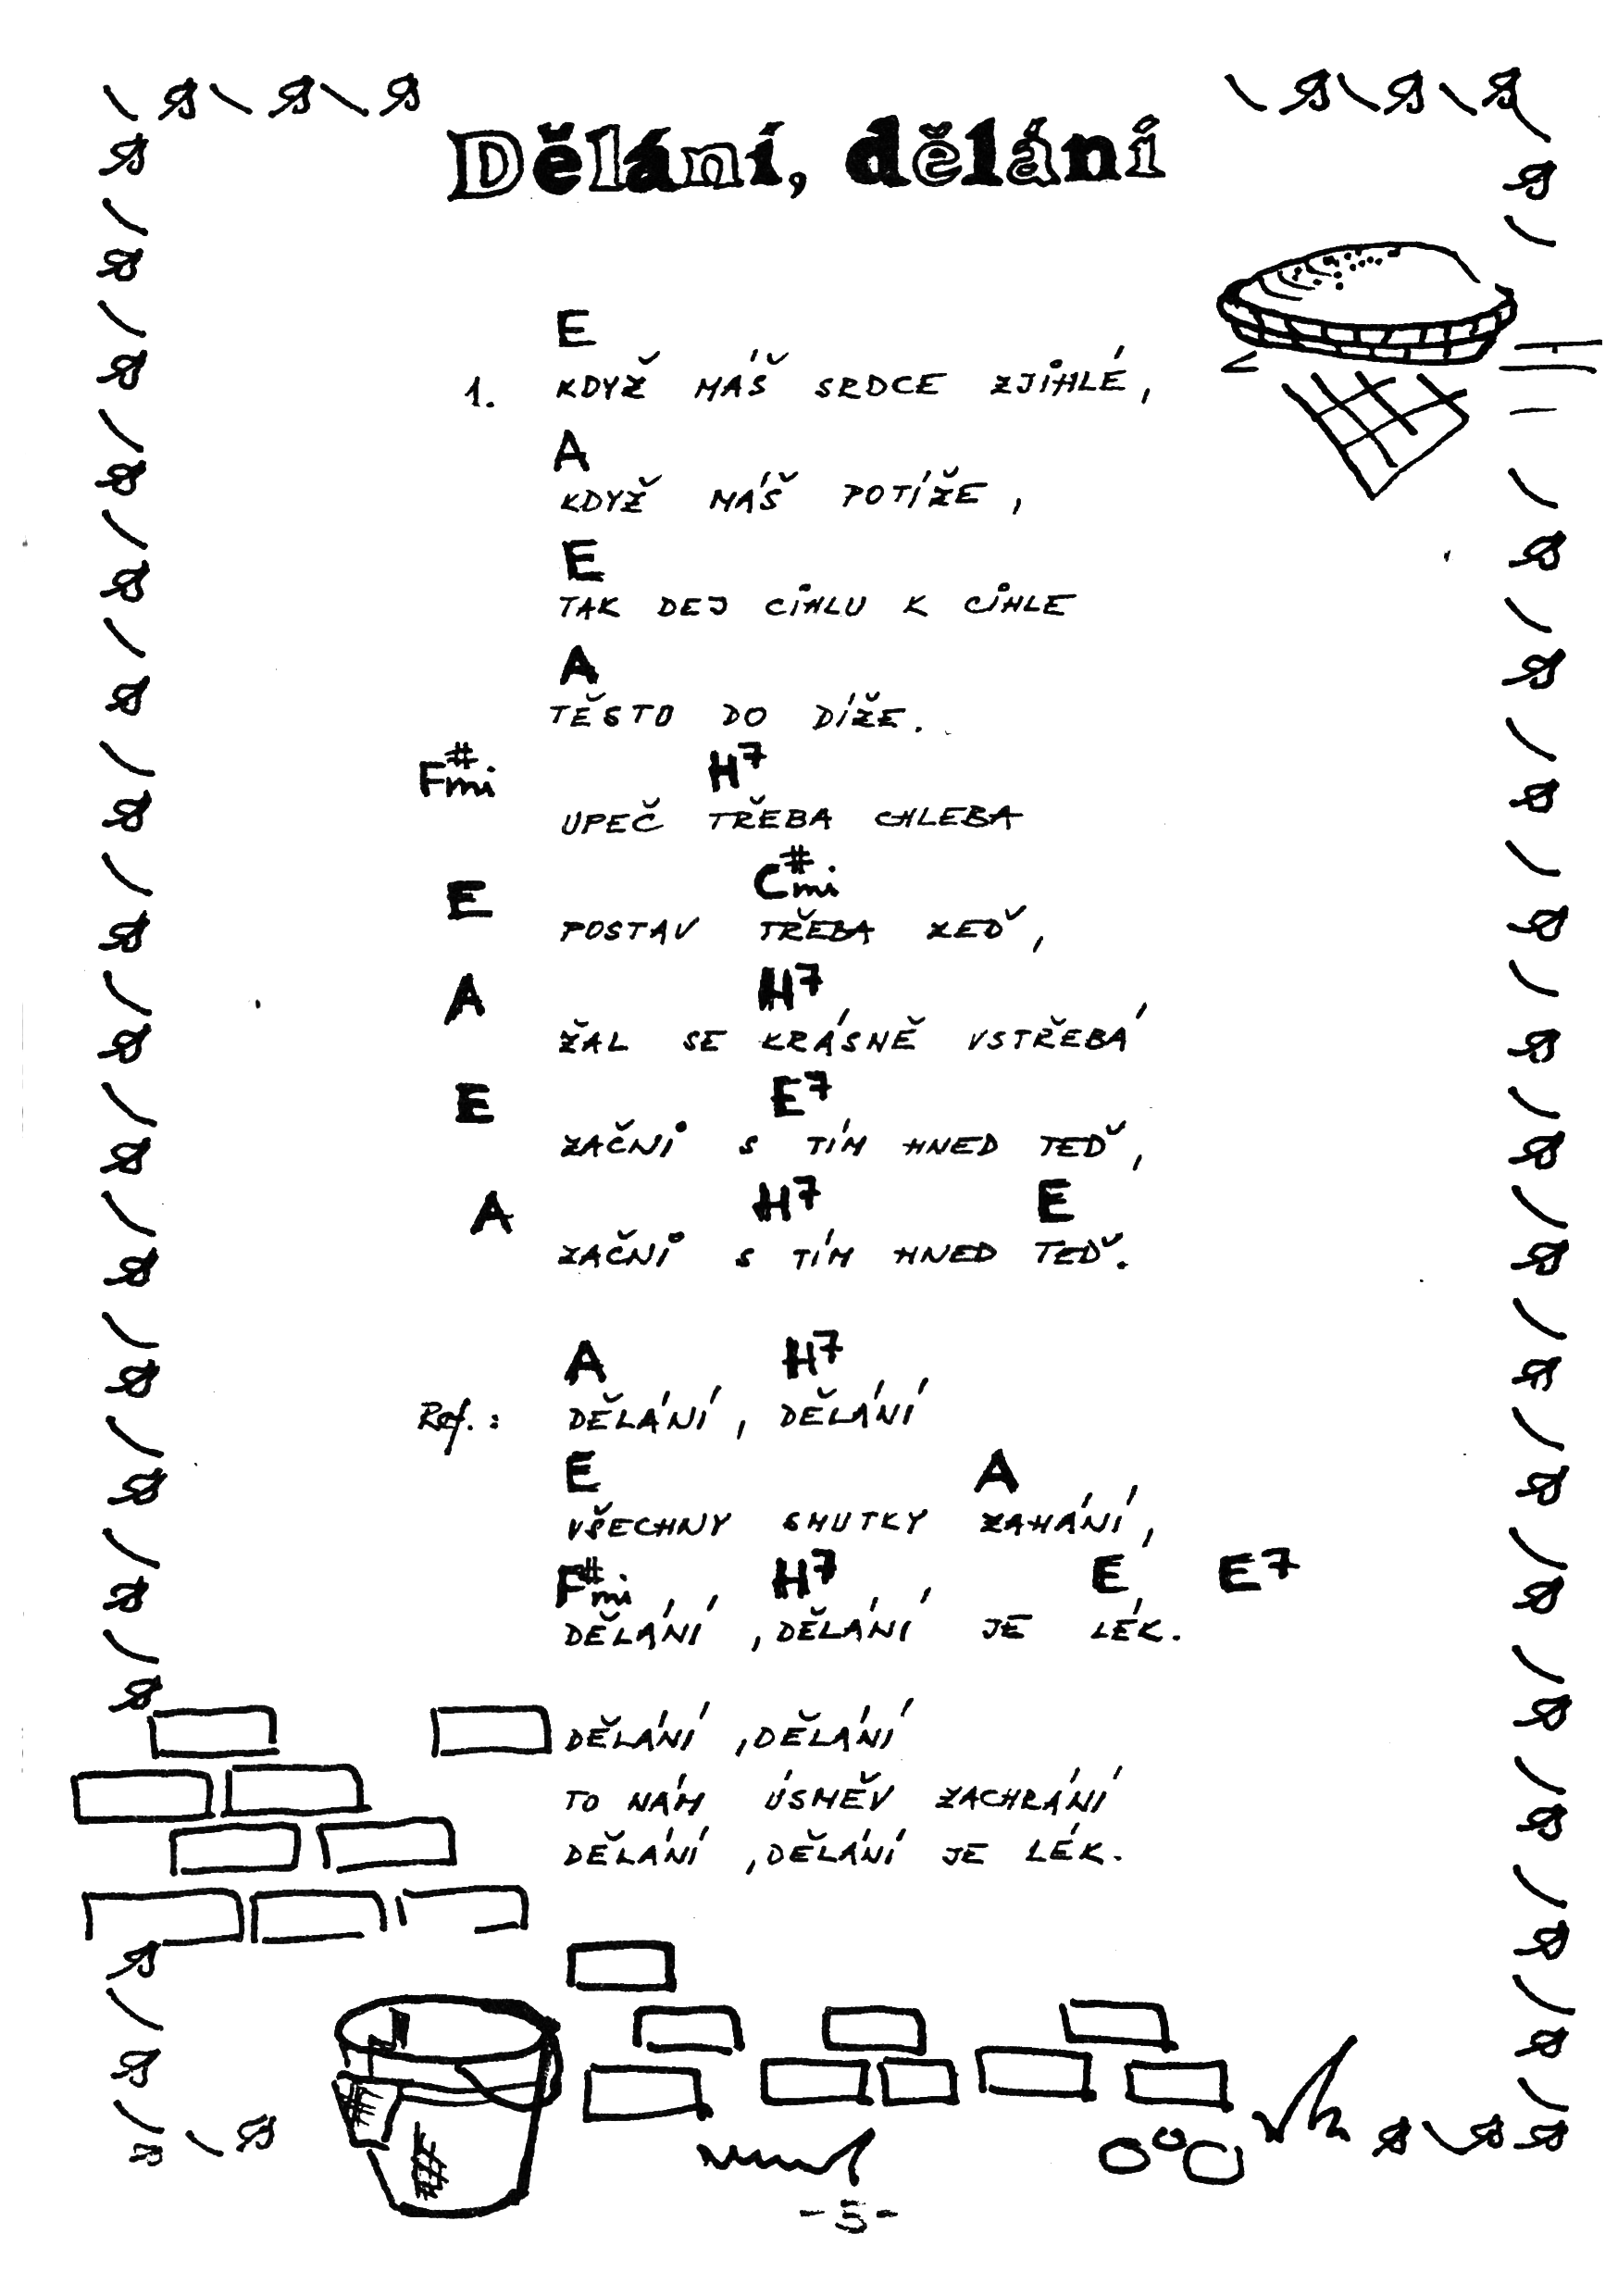 Dělání, dělání
E
1. KDYŽ MÁŠ SRDCE ZJIHLÉ,
A
KDYŽ MÁŠ POTÍŽE,
E
TAK DEJ CIHLU K CIHLE
A
TĚSTO DO DÍŽE.
F#mi H7
UPEČ TŘEBA CHLEBA
E C#mi
POSTAV TŘEBA ZEĎ,
A H7
ŽAL SE KRÁSNĚ VSTŘEBÁ
E E7
ZAČNI S TÍM HNED TEĎ,
A H7 E
ZAČNI S TÍM HNED TEĎ.
A H7
Ref.: DĚLÁNÍ, DĚLÁNÍ
E A
VŠECHNY SMUTKY ZAHÁNÍ,
F#mi H7 E E7
DĚLÁNÍ, DĚLÁNÍ JE LÉK.
DĚLÁNÍ, DĚLÁNÍ
TO NÁM ÚSMĚV ZACHRÁNÍ
DĚLÁNÍ, DĚLÁNÍ JE LÉK.
-5-